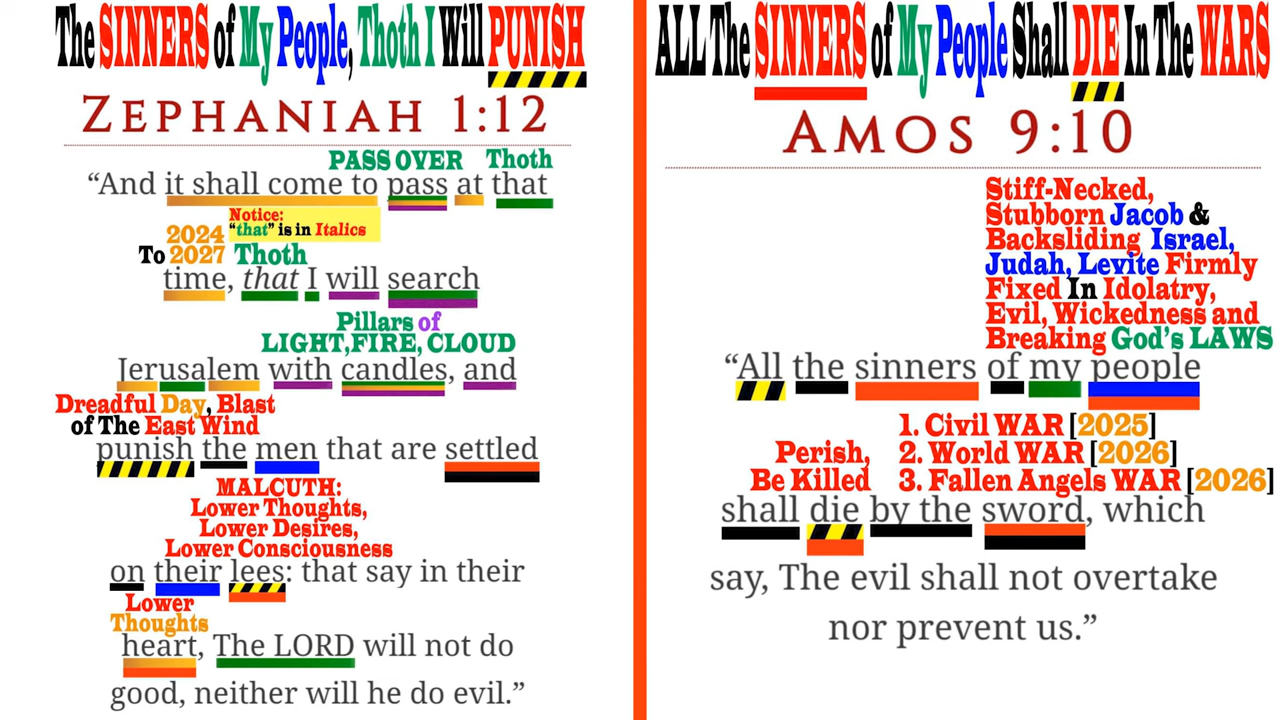 The SINNERS of My People, Thoth I Will PUNISH
ZEPHANIAH 1:12
PASS OVER Thoth
“And it shall come to pass at that
Notice:
“that” is in Italics
2024
To 2027 Thoth
time, that I will search
Pillars of
LIGHT,FIRE, CLOUD
Jerusalem with candles, and
Dreadful Day, Blast
of The East Wind
punish the men that are settled
MALCUTH:
Lower Thoughts,
Lower Desires,
Lower Consciousness
on their lees: that say in their
Lower
Thoughts
heart, The LORD will not do
good, neither will he do evil.”
ALL The SINNERS of My People Shall DIE In The WARS
AMOS 9:10
Stiff-Necked,
Stubborn Jacob &
Backsliding Israel,
Judah, Levite Firmly
Fixed In Idolatry,
Evil, Wickedness and
Breaking God's LAWS
“All the sinners of my people
Perish,
Be Killed
1. Civil WAR [2025]
2. World WAR [2026]
3. Fallen Angels WAR [2026]
shall die by the sword, which
say, The evil shall not overtake
nor prevent us.”